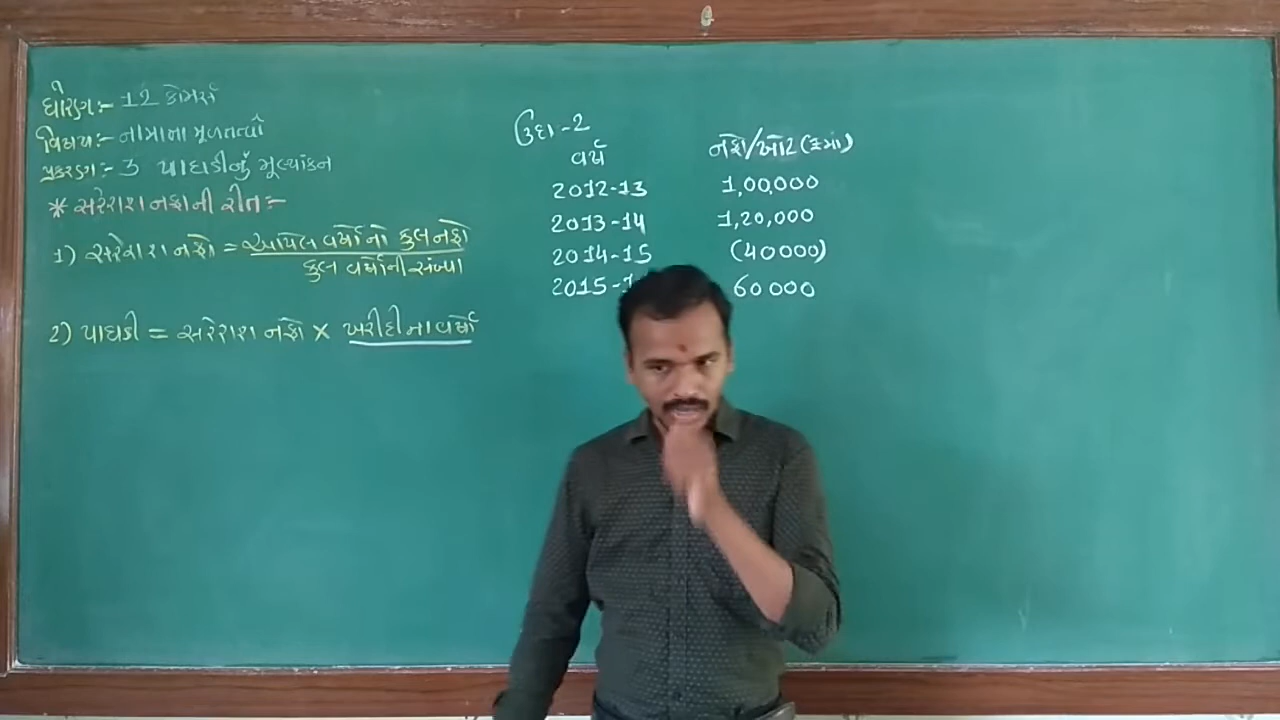 ધોરણ:- 12 કોમર્સ
વિષય:- નામાના મૂળતત્વો
પ્રકરણ:- 3 પાઘડીનું મૂલ્યાંકન
* સરેરાશ નફાની રીત:-
1) સરેરાશ નફો = આપેલ વર્ષોનો કુલ નફો
કુલ વર્ષોની સંખ્યા
2) પાઘડી = સરેરાશ નફો × ખરીદીના વર્ષો
ઉદા-2
વર્ષ નફો/ખોટ (રૂમાં)
2012-13 1,00,000
2013-14 1,20,000
2014-15 (40000)
2015-1 60000